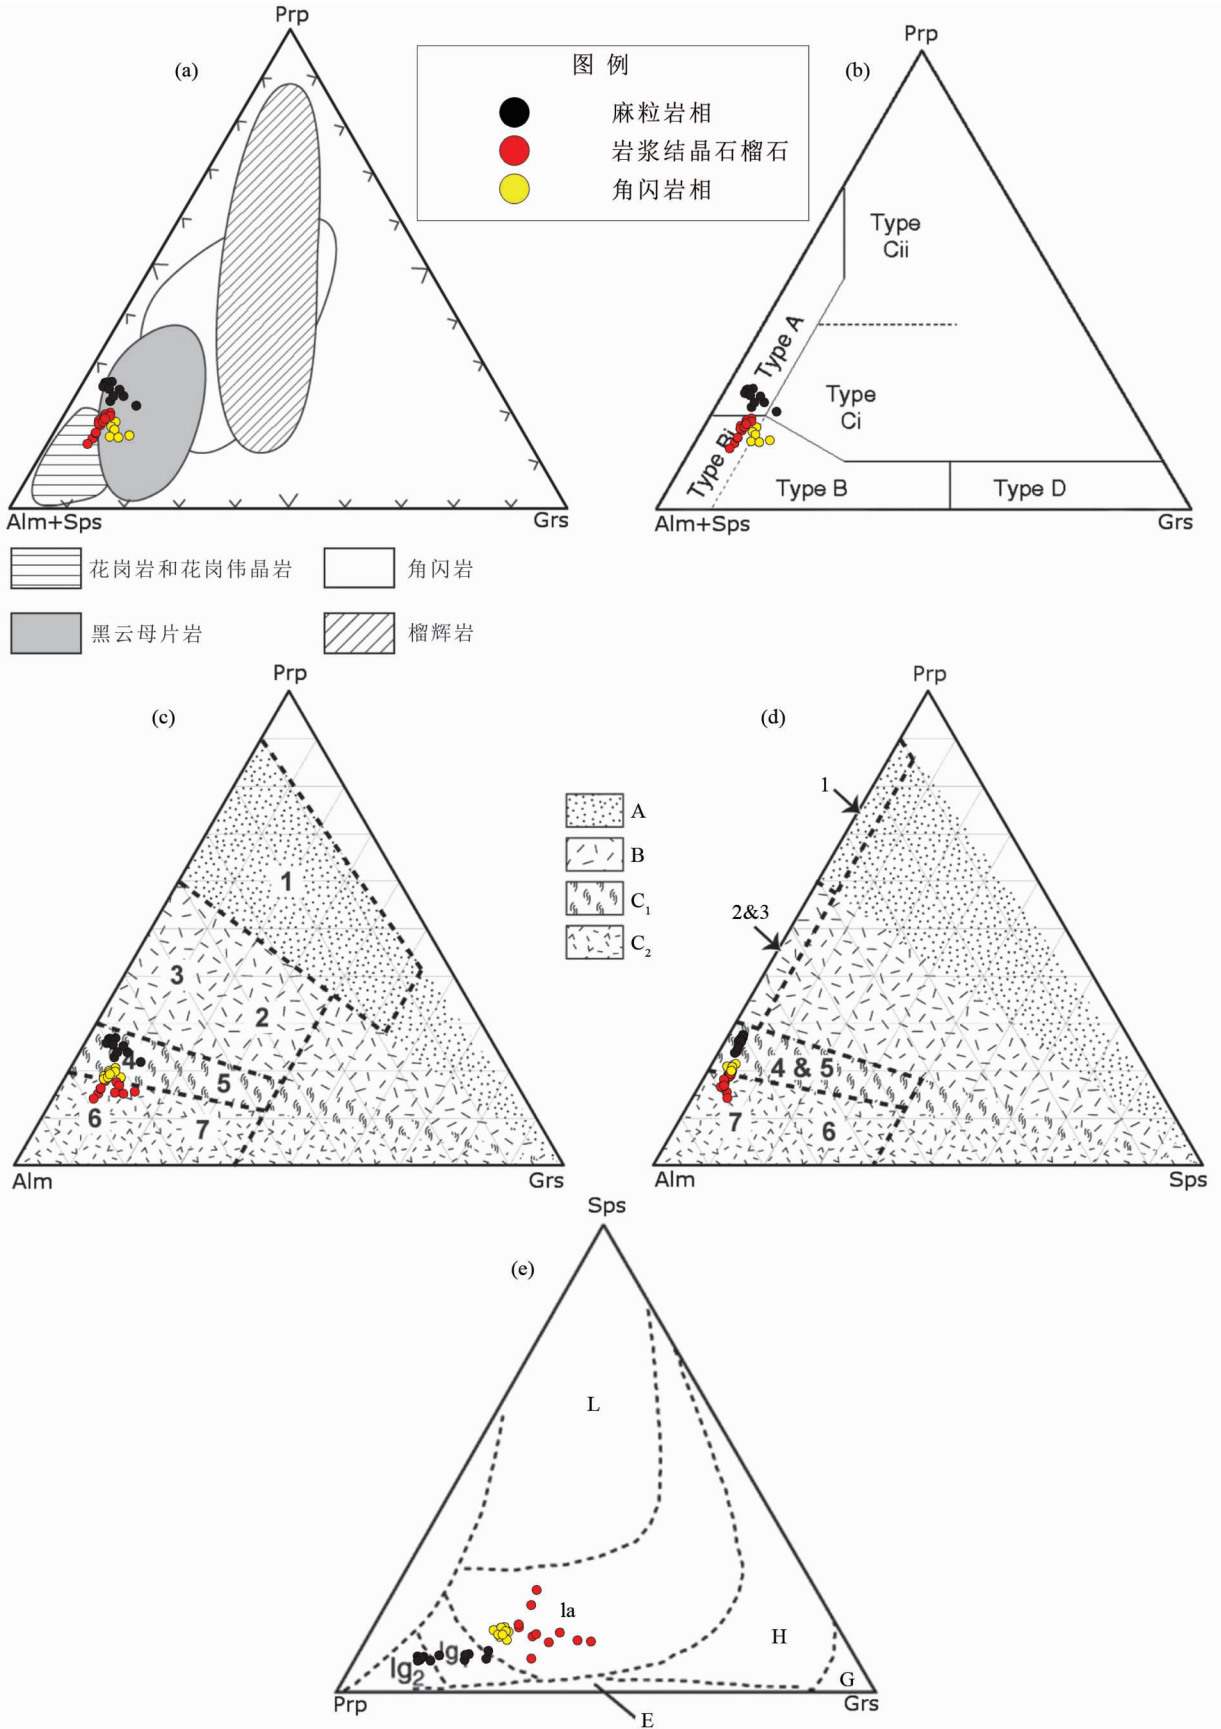 Prp
(a)
图 例
麻粒岩相
岩浆结晶石榴石
角闪岩相
Alm+Sps
Grs
(b)
Prp
Type
Cii
Type A
Type
Ci
Type Bi
Type B
Type D
Alm+Sps
Grs
花岗岩和花岗伟晶岩
角闪岩
黑云母片岩
榴辉岩
Prp
(c)
1
3
2
4
5
6
7
Alm
Grs
A
B
C₁
C₂
Prp
(d)
1
2&3
4 & 5
7
6
Alm
Sps
Sps
(e)
L
Ia
H
Ig
Ig₂
G
Prp
Grs
E